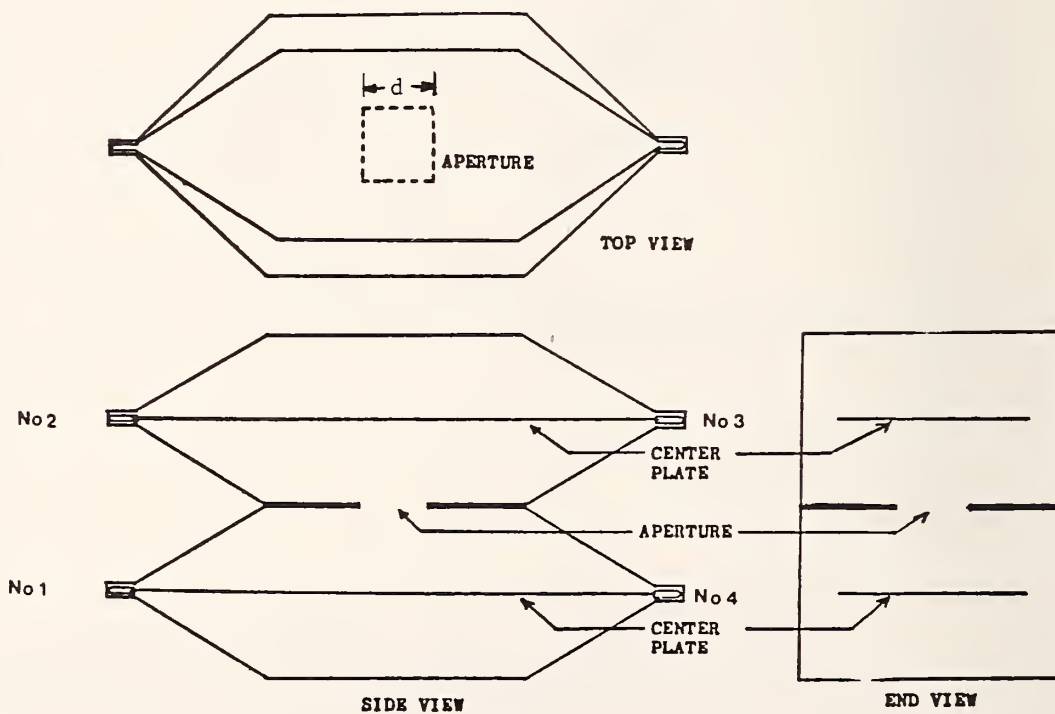 d
APERTURE
TOP VIEW
No 2
No 3
CENTER
PLATE
APERTURE
No 1
No 4
CENTER
PLATE
SIDE VIEW
END VIEW